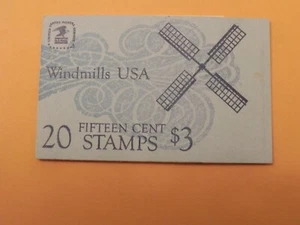 Windmills USA
20 FIFTEEN CENT STAMPS $3